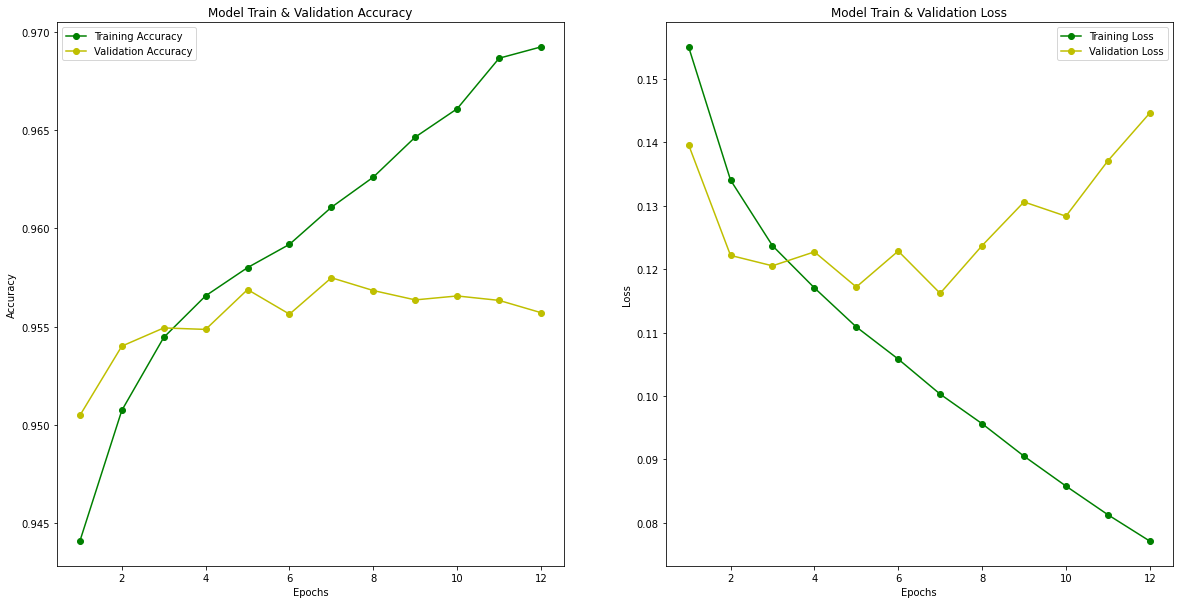 Model Train & Validation Accuracy
Training Accuracy
Validation Accuracy
0.970
0.965
0.960
0.955
0.950
0.945
Accuracy
2
4
6
8
10
12
Epochs
Model Train & Validation Loss
Training Loss
Validation Loss
0.15
0.14
0.13
0.12
0.11
0.10
0.09
0.08
Loss
2
4
6
8
10
12
Epochs